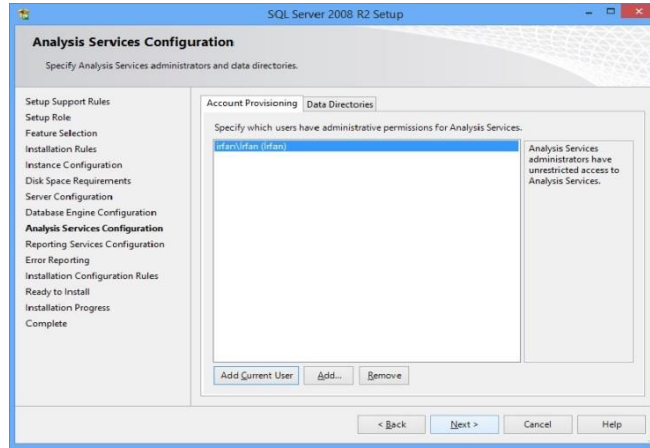 SQL Server 2008 R2 Setup
Analysis Services Configuration
Specify Analysis Services administrators and data directories.
Setup Support Rules
Setup Role
Feature Selection
Installation Rules
Instance Configuration
Disk Space Requirements
Server Configuration
Database Engine Configuration
Analysis Services Configuration
Reporting Services Configuration
Error Reporting
Installation Configuration Rules
Ready to Install
Installation Progress
Complete
Account Provisioning Data Directories
Specify which users have administrative permissions for Analysis Services.
irfan\Irfan (Irfan)
Analysis Services
administrators have
unrestricted access to
Analysis Services.
Add Current User Add... Remove
< Back Next > Cancel Help